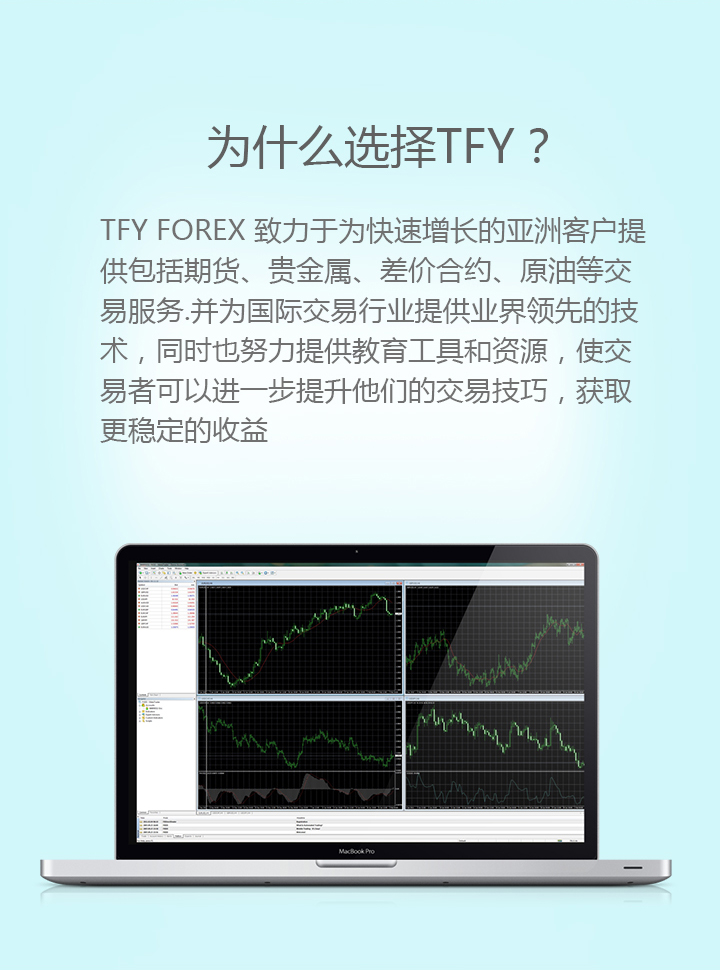 为什么选择TFY？
TFY FOREX 致力于为快速增长的亚洲客户提
供包括期货、贵金属、差价合约、原油等交
易服务.并为国际交易行业提供业界领先的技
术，同时也努力提供教育工具和资源，使交
易者可以进一步提升他们的交易技巧，获取
更稳定的收益
MacBook Pro